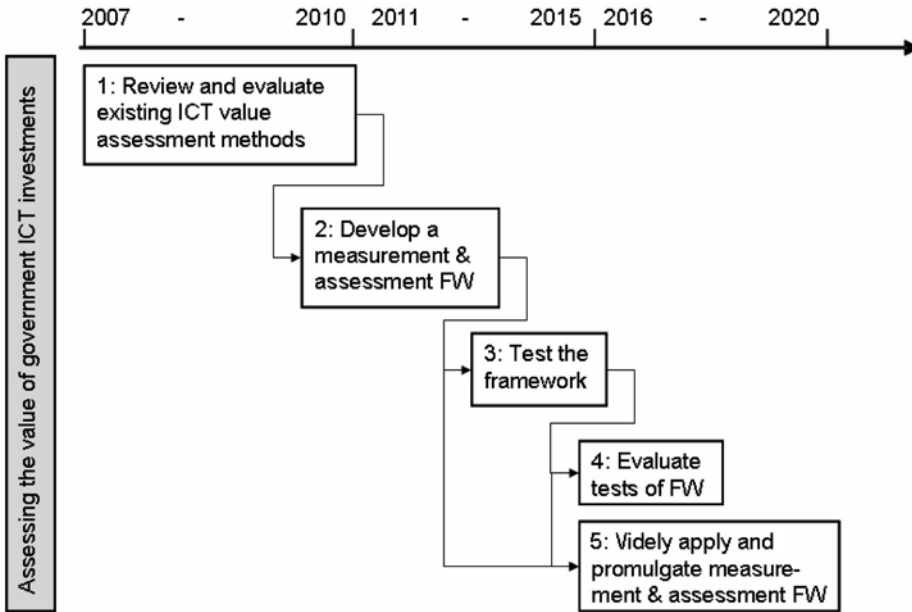 2007 - 2010 2011 - 2015 2016 - 2020
Assessing the value of government ICT investments
1: Review and evaluate
existing ICT value
assessment methods
2: Develop a
measurement &
assessment FW
3: Test the
framework
4: Evaluate
tests of FW
5: Videly apply and
promulgate measure-
ment & assessment FW